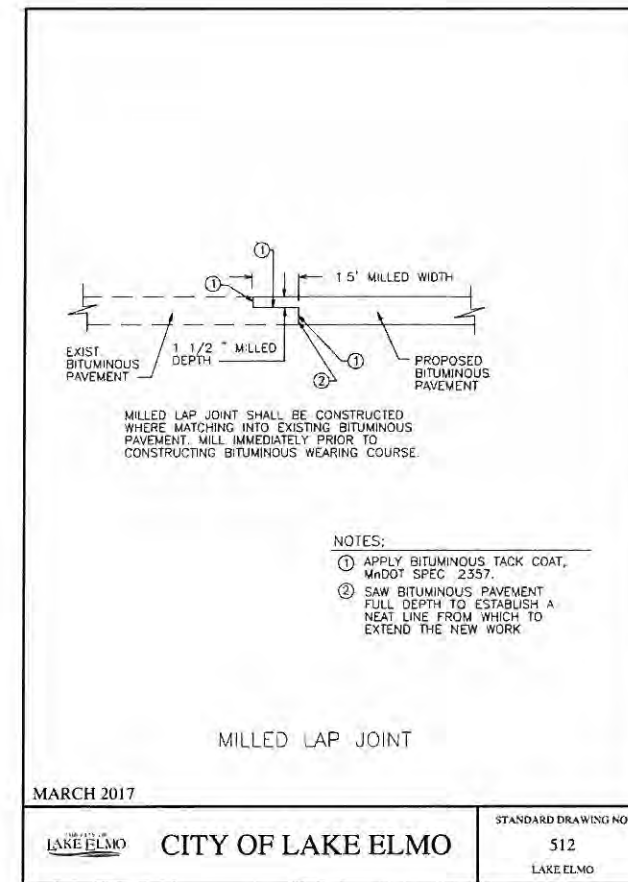 ①
① 1 5' MILLED WIDTH
EXIST.
BITUMINOUS
PAVEMENT
1 1/2 " MILLED
DEPTH
①
②
PROPOSED
BITUMINOUS
PAVEMENT
MILLED LAP JOINT SHALL BE CONSTRUCTED
WHERE MATCHING INTO EXISTING BITUMINOUS
PAVEMENT. MILL IMMEDIATELY PRIOR TO
CONSTRUCTING BITUMINOUS WEARING COURSE.
NOTES:
① APPLY BITUMINOUS TACK COAT,
MnDOT SPEC 2357.
② SAW BITUMINOUS PAVEMENT
FULL DEPTH TO ESTABLISH A
NEAT LINE FROM WHICH TO
EXTEND THE NEW WORK
MILLED LAP JOINT
MARCH 2017
LAKE ELMO
CITY OF LAKE ELMO
STANDARD DRAWING NO
512
LAKE ELMO